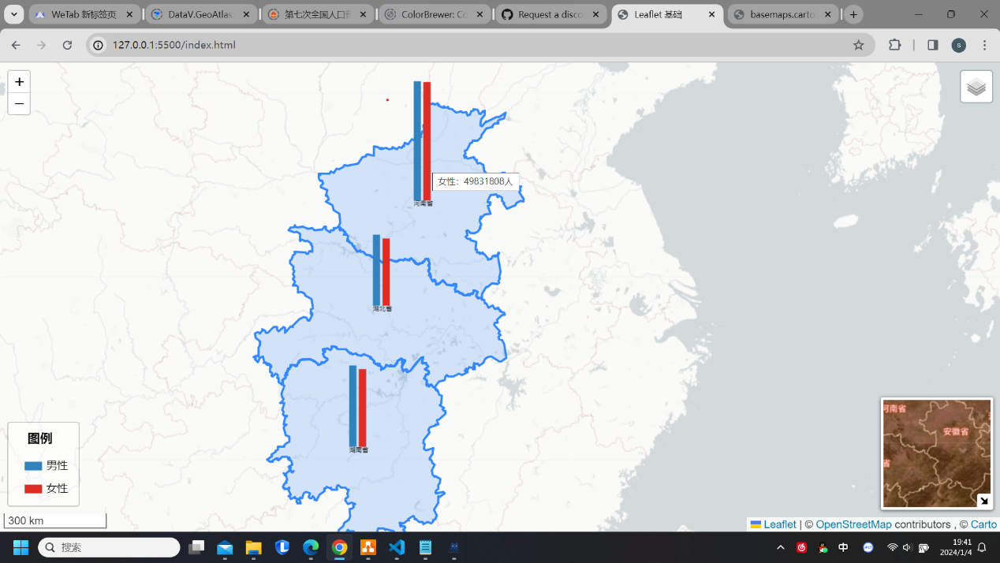 WeTab 新标签页
DataV.GeoAtlas
第七次全国人口普
ColorBrewer: Co
Request a disco
Leaflet 基础
basemaps.carto
127.0.0.1:5500/index.html
s
+
−
女性：49831808人
河南省
湖北省
湖南省
图例
男性
女性
300 km
河南省
安徽省
省
Leaflet | © OpenStreetMap contributors , © Carto
搜索
中
19:41
2024/1/4